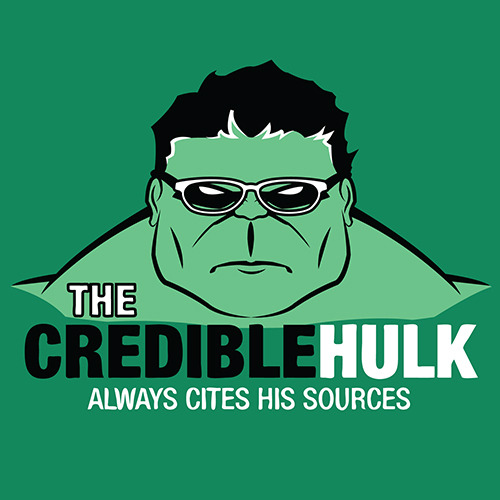 THE
CREDIBLEHULK
ALWAYS CITES HIS SOURCES